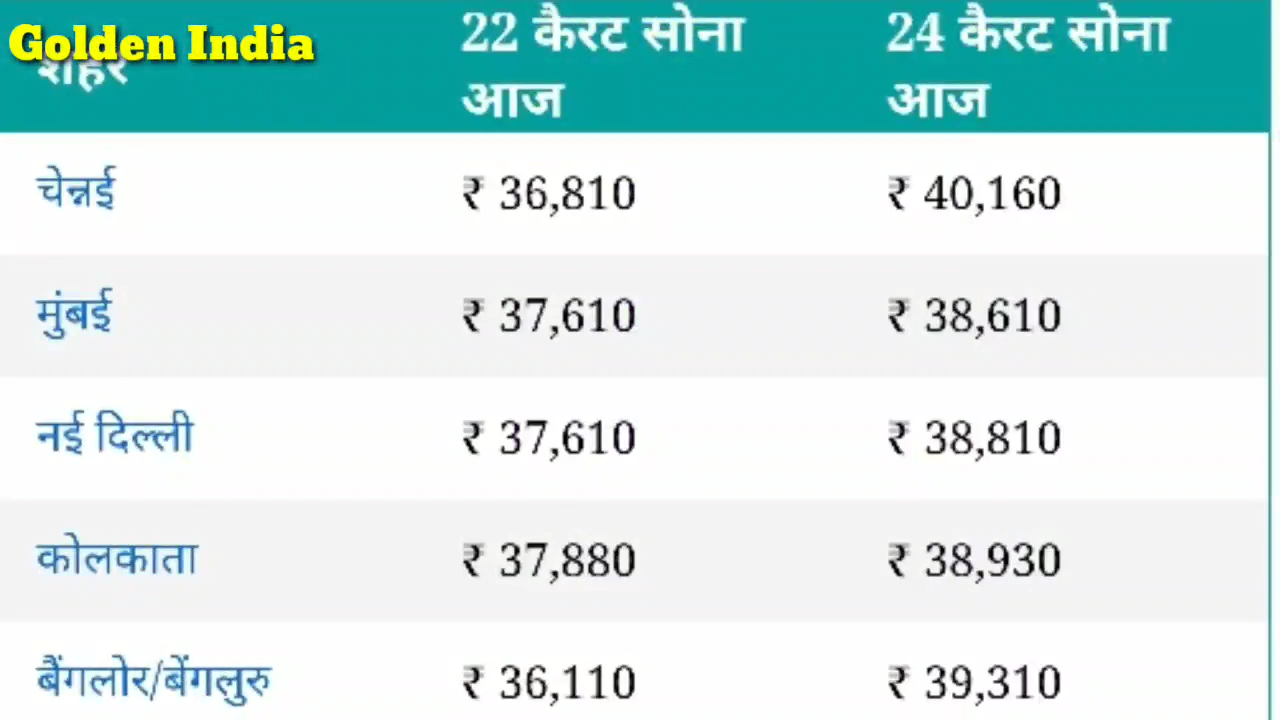 Golden India
शहर
22 कैरट सोना
आज
24 कैरट सोना
आज
चेन्नई ₹ 36,810 ₹ 40,160
मुंबई ₹ 37,610 ₹ 38,610
नई दिल्ली ₹ 37,610 ₹ 38,810
कोलकाता ₹ 37,880 ₹ 38,930
बैंगलोर/बेंगलुरु ₹ 36,110 ₹ 39,310